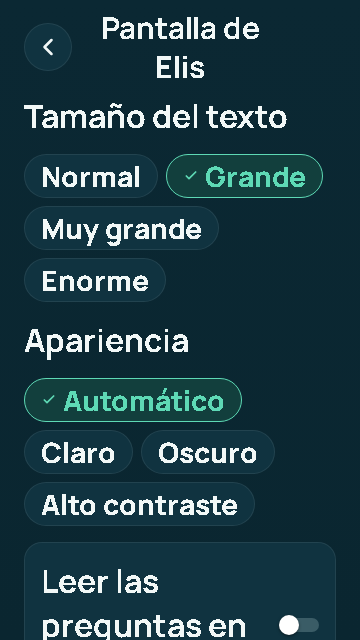 Pantalla de
Elis
Tamaño del texto
Normal
Grande
Muy grande
Enorme
Apariencia
Automático
Claro
Oscuro
Alto contraste
Leer las
preguntas en